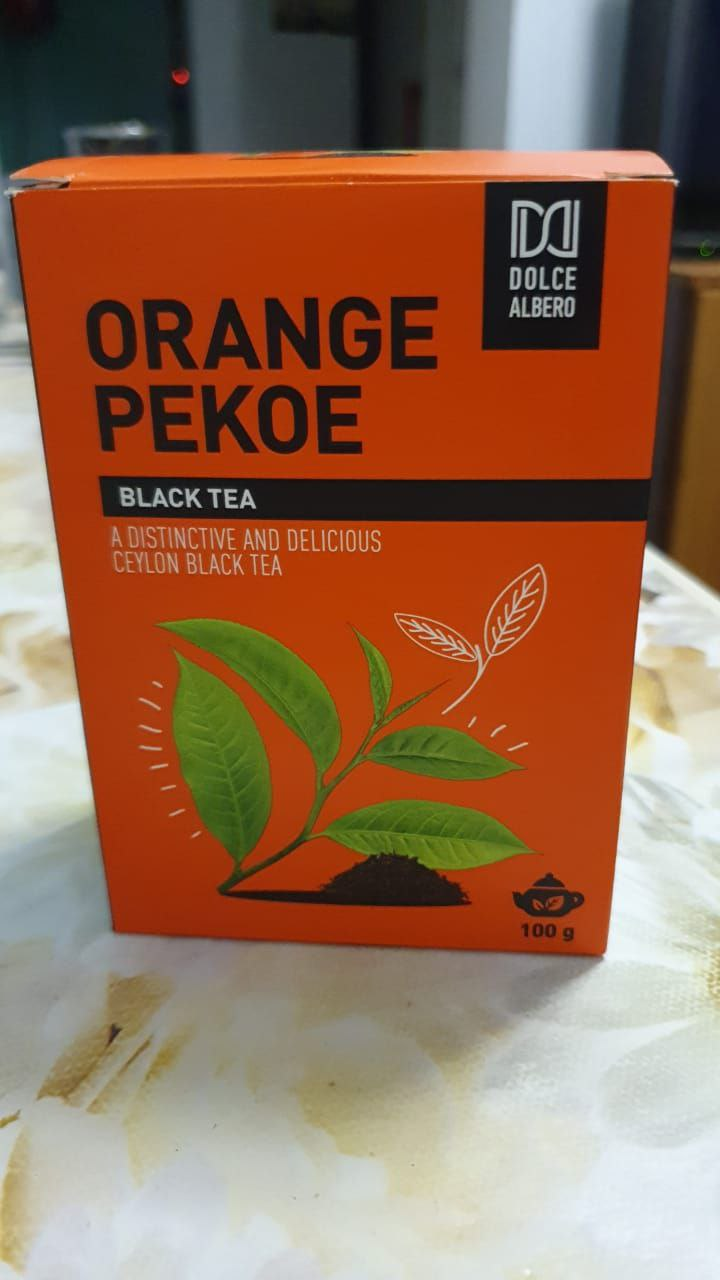 DOLCE
ALBERO
ORANGE
PEKOE
BLACK TEA
A DISTINCTIVE AND DELICIOUS
CEYLON BLACK TEA
100 g